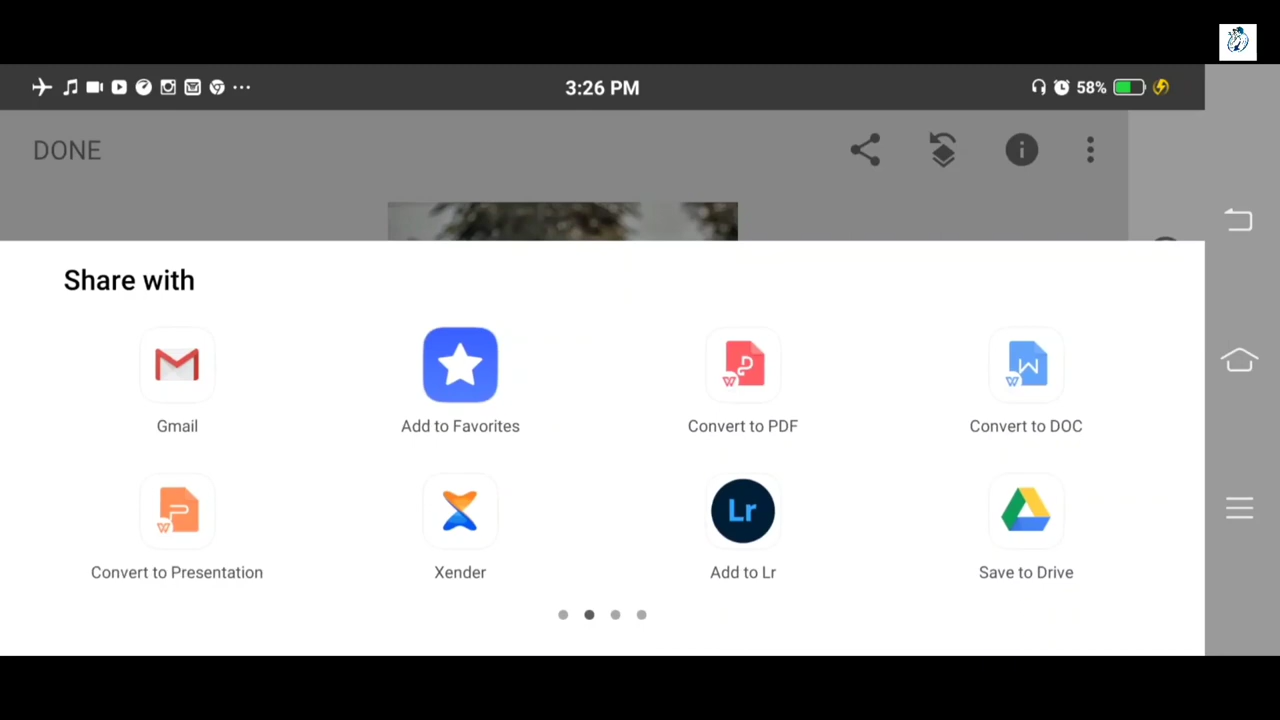 3:26 PM
58%
DONE
Share with
Gmail
Add to Favorites
Convert to PDF
Convert to DOC
Convert to Presentation
Xender
Lr
Add to Lr
Save to Drive